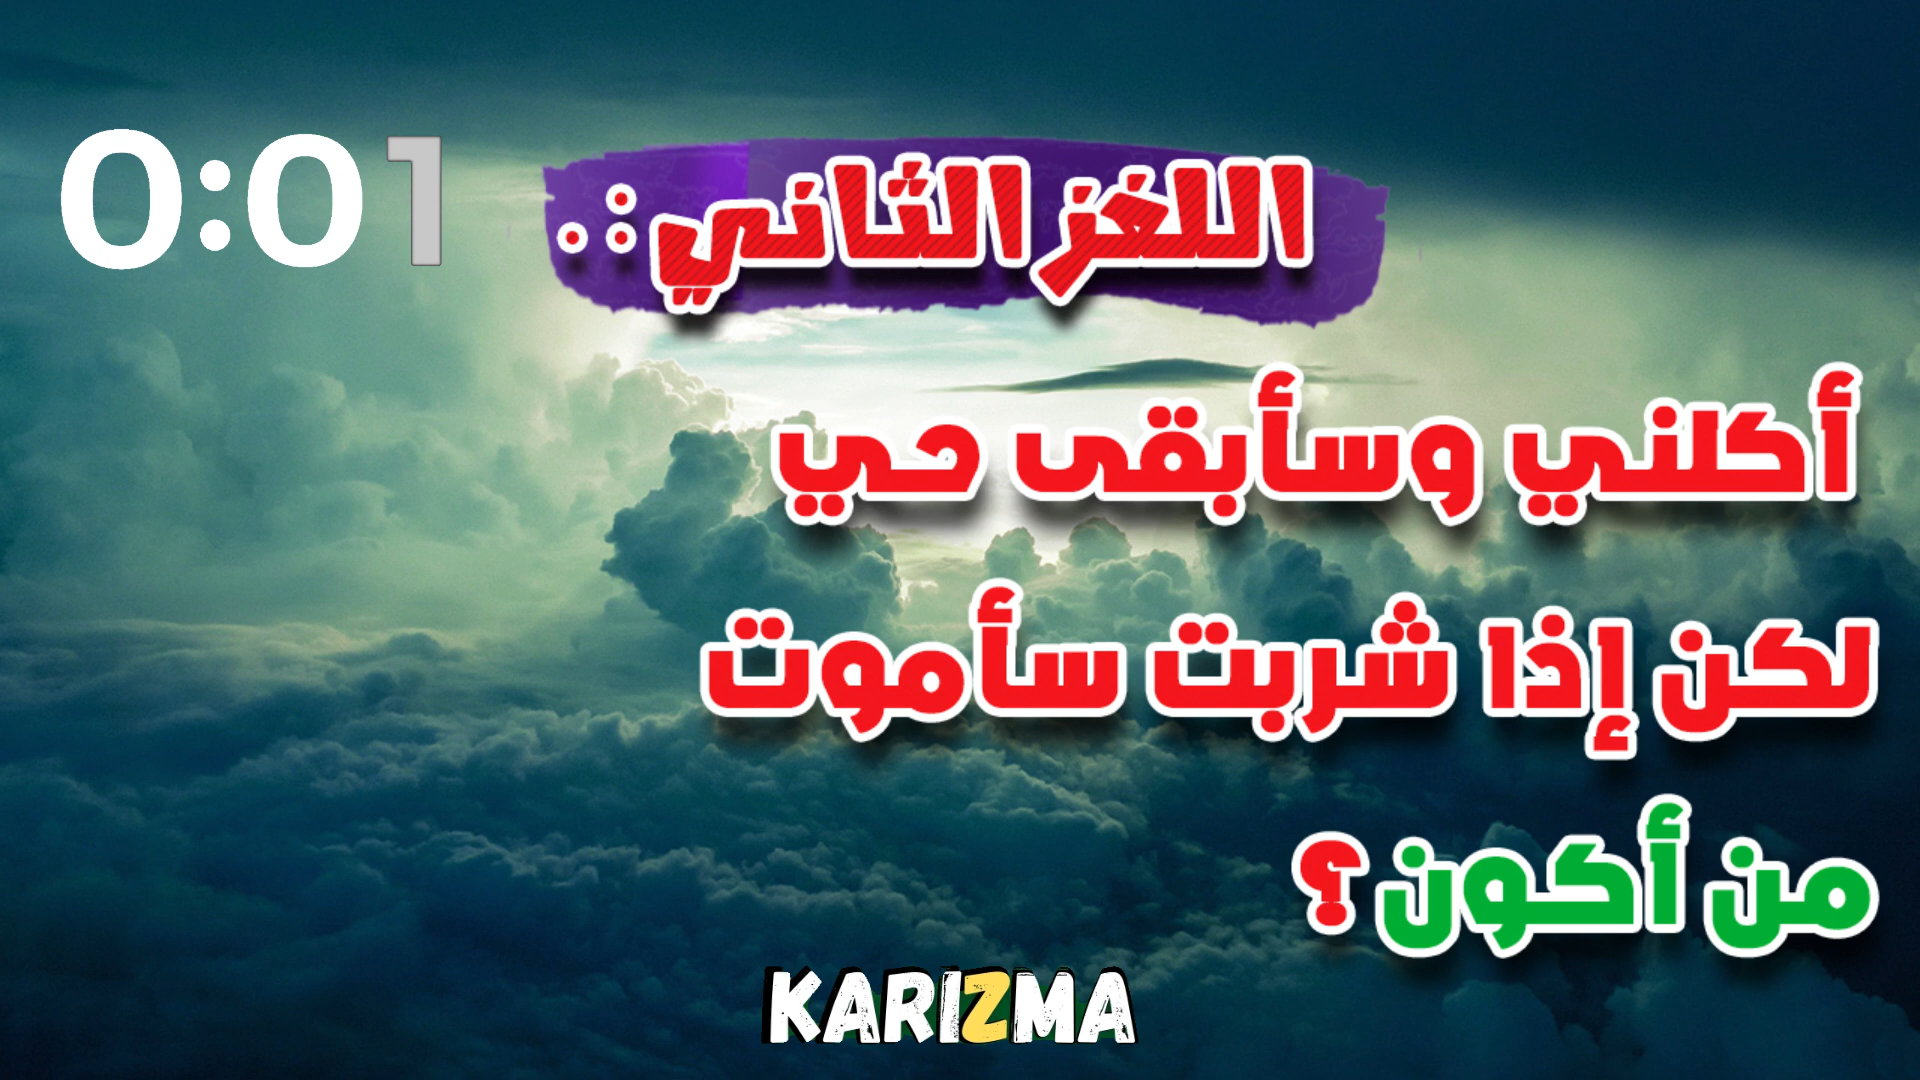 0:01
اللغز الثاني :.
أكلني وسأبقى حي
لكن إذا شربت سأموت
من أكون ؟
KARIZMA